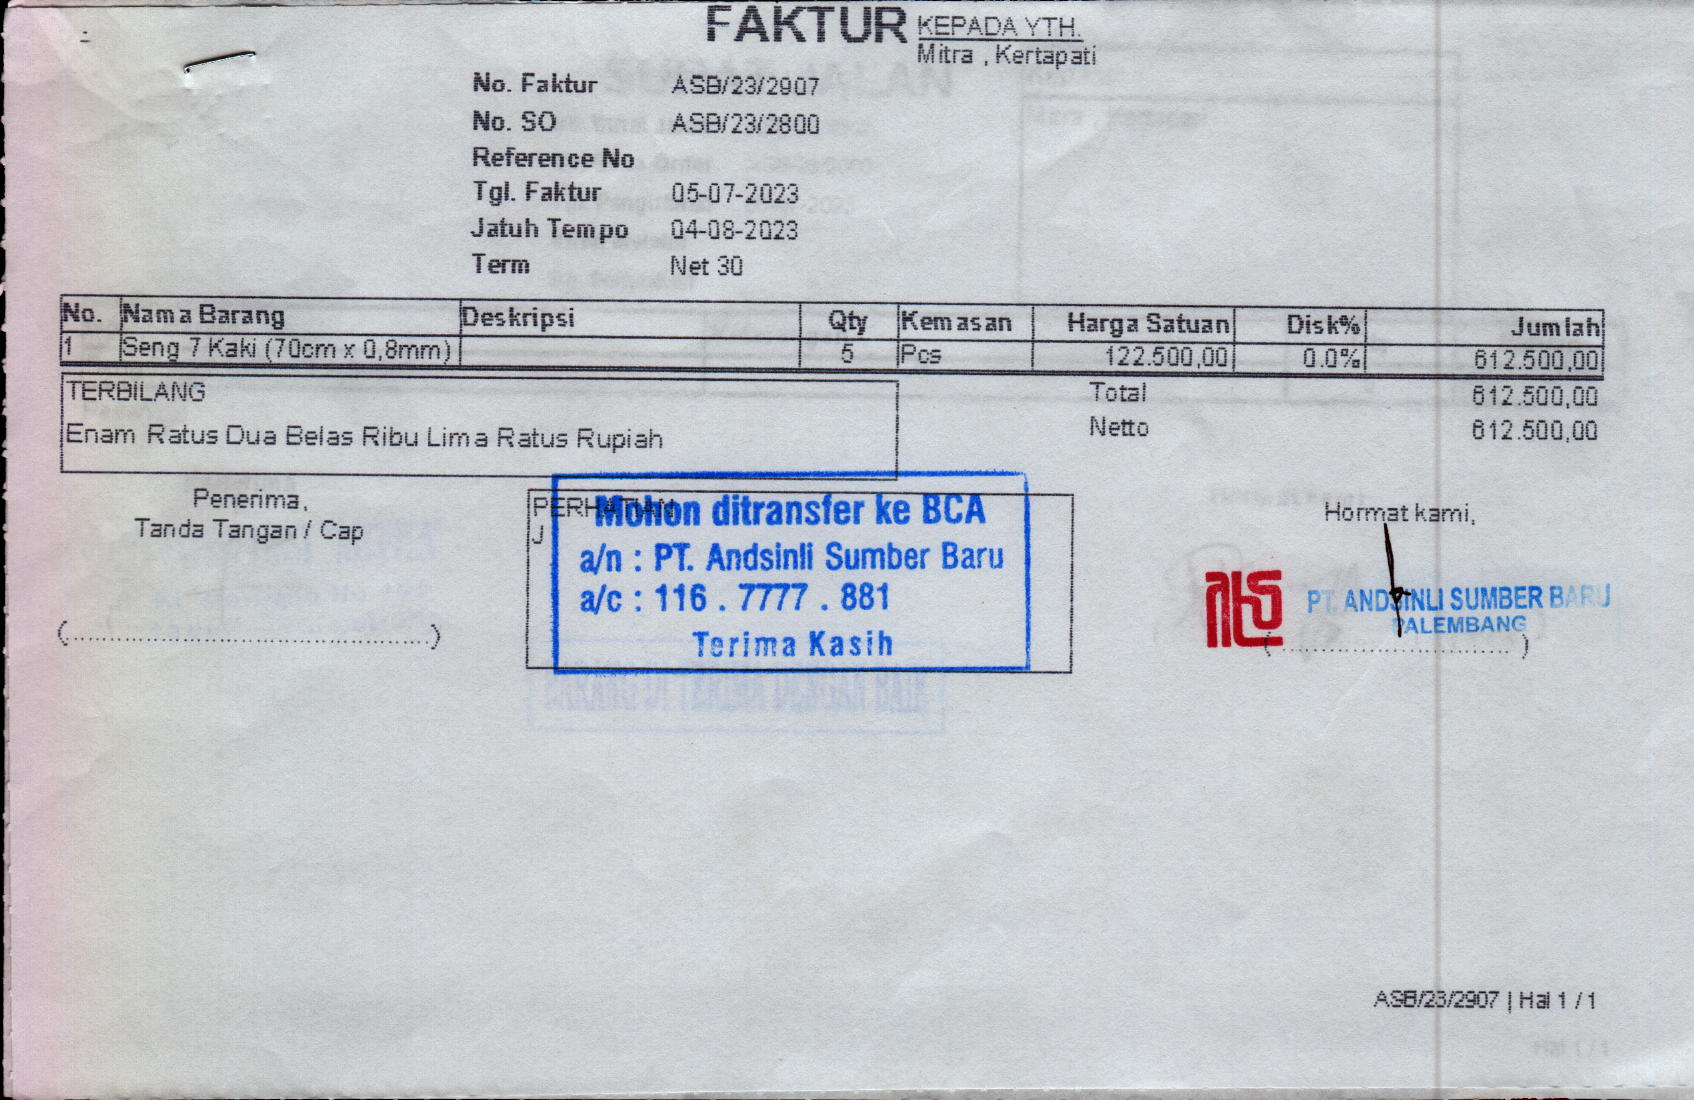 FAKTUR
KEPADA YTH.
Mitra , Kertapati
No. Faktur ASB/23/2907
No. SO ASB/23/2800
Reference No
Tgl. Faktur 05-07-2023
Jatuh Tempo 04-08-2023
Term Net 30
No. Nama Barang Deskripsi Qty Kemasan Harga Satuan Disk% Jumlah
1 Seng 7 Kaki (70cm x 0,8mm) 5 Pcs 122.500,00 0.0% 612.500,00
TERBILANG
Enam Ratus Dua Belas Ribu Lima Ratus Rupiah
Total 612.500,00
Netto 612.500,00
Penerima,
Tanda Tangan / Cap
(..............................................................)
PERHATIAN
J
Mohon ditransfer ke BCA
a/n : PT. Andsinli Sumber Baru
a/c : 116 . 7777 . 881
Terima Kasih
Hormat kami,
PT. ANDSINLI SUMBER BARU
PALEMBANG
(.......................................)
ASB/23/2907 | Hal 1 / 1
Hal 1 / 1